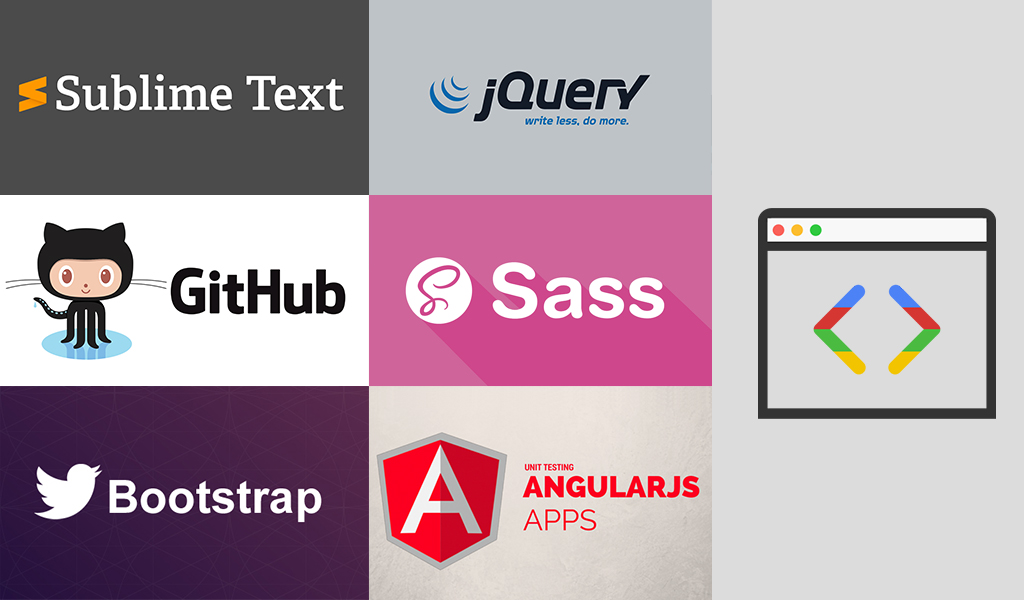 Sublime Text
jQuery
write less, do more.
GitHub
Sass
Bootstrap
UNIT TESTING
ANGULARJS
APPS